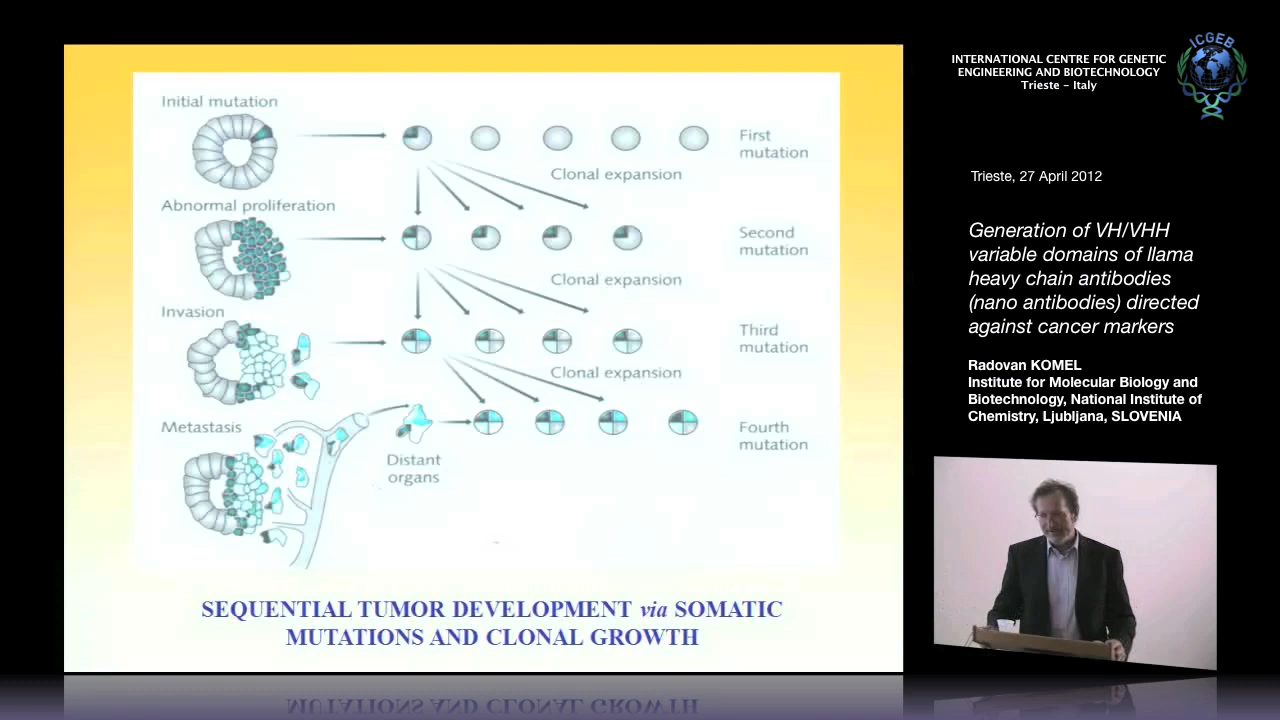 Initial mutation
First
mutation
Clonal expansion
Abnormal proliferation
Second
mutation
Clonal expansion
Invasion
Third
mutation
Clonal expansion
Metastasis
Distant
organs
Fourth
mutation
SEQUENTIAL TUMOR DEVELOPMENT via SOMATIC
MUTATIONS AND CLONAL GROWTH
INTERNATIONAL CENTRE FOR GENETIC
ENGINEERING AND BIOTECHNOLOGY
Trieste - Italy
ICGEB
Trieste, 27 April 2012
Generation of VH/VHH
variable domains of llama
heavy chain antibodies
(nano antibodies) directed
against cancer markers
Radovan KOMEL
Institute for Molecular Biology and
Biotechnology, National Institute of
Chemistry, Ljubljana, SLOVENIA
MUTATIONS AND CLONAL GROWTH